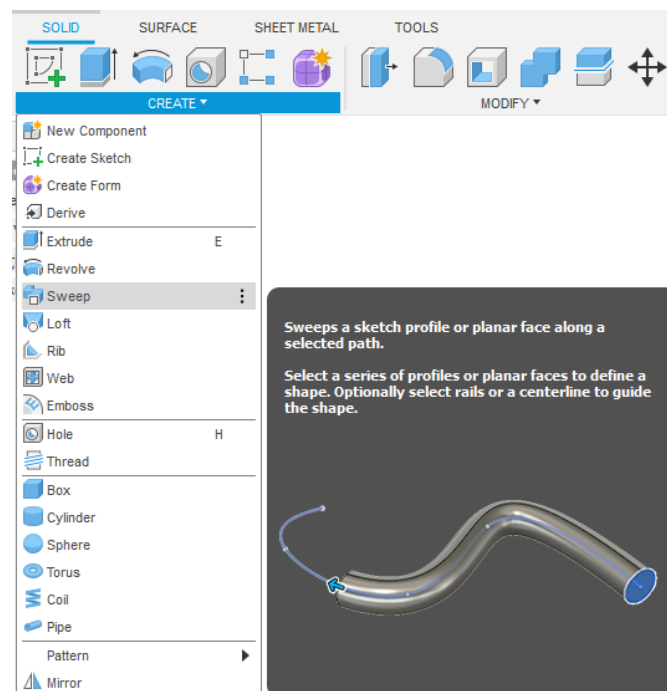 SOLID SURFACE SHEET METAL TOOLS
CREATE ▼ MODIFY ▼
New Component
Create Sketch
Create Form
Derive
Extrude E
Revolve
Sweep
Loft
Rib
Web
Emboss
Hole H
Thread
Box
Cylinder
Sphere
Torus
Coil
Pipe
Pattern
Mirror
Sweeps a sketch profile or planar face along a
selected path.
Select a series of profiles or planar faces to define a
shape. Optionally select rails or a centerline to guide
the shape.